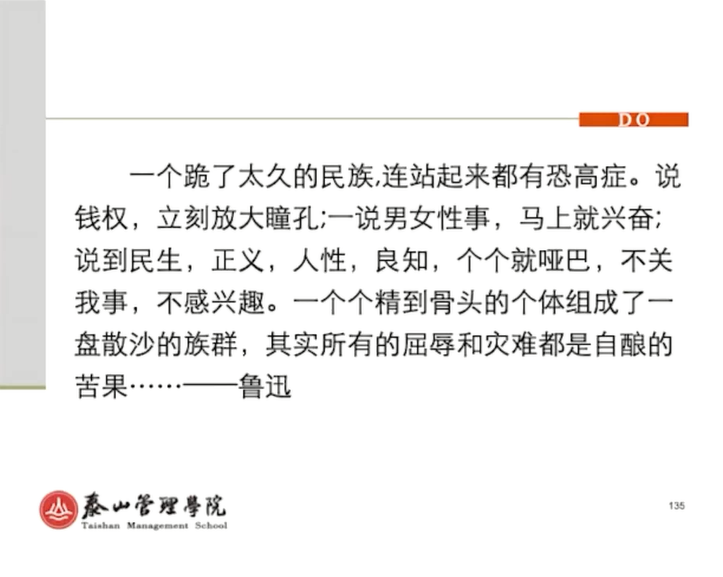 DO
一个跪了太久的民族,连站起来都有恐高症。说
钱权，立刻放大瞳孔;一说男女性事，马上就兴奋;
说到民生，正义，人性，良知，个个就哑巴，不关
我事，不感兴趣。一个个精到骨头的个体组成了一
盘散沙的族群，其实所有的屈辱和灾难都是自酿的
苦果……——鲁迅
泰山管理學院
Taishan Management School
135